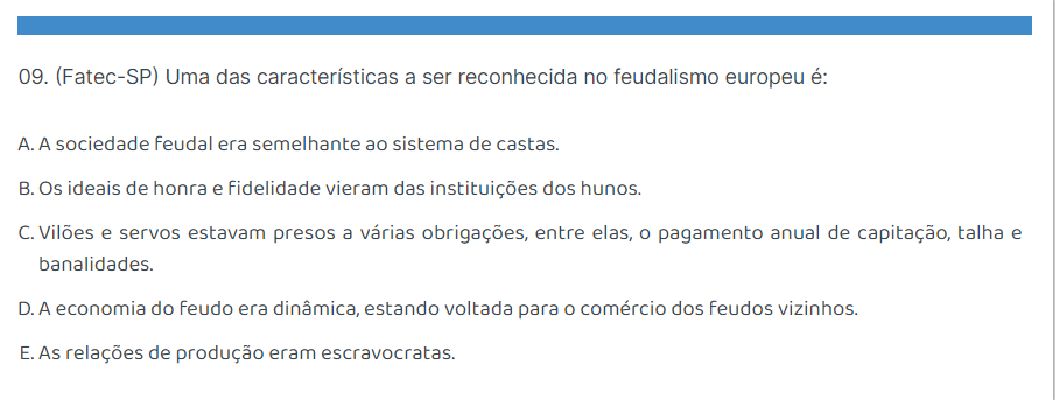 09. (Fatec-SP) Uma das características a ser reconhecida no feudalismo europeu é:
A. A sociedade feudal era semelhante ao sistema de castas.
B. Os ideais de honra e fidelidade vieram das instituições dos hunos.
C. Vilões e servos estavam presos a várias obrigações, entre elas, o pagamento anual de capitação, talha e
banalidades.
D. A economia do feudo era dinâmica, estando voltada para o comércio dos feudos vizinhos.
E. As relações de produção eram escravocratas.